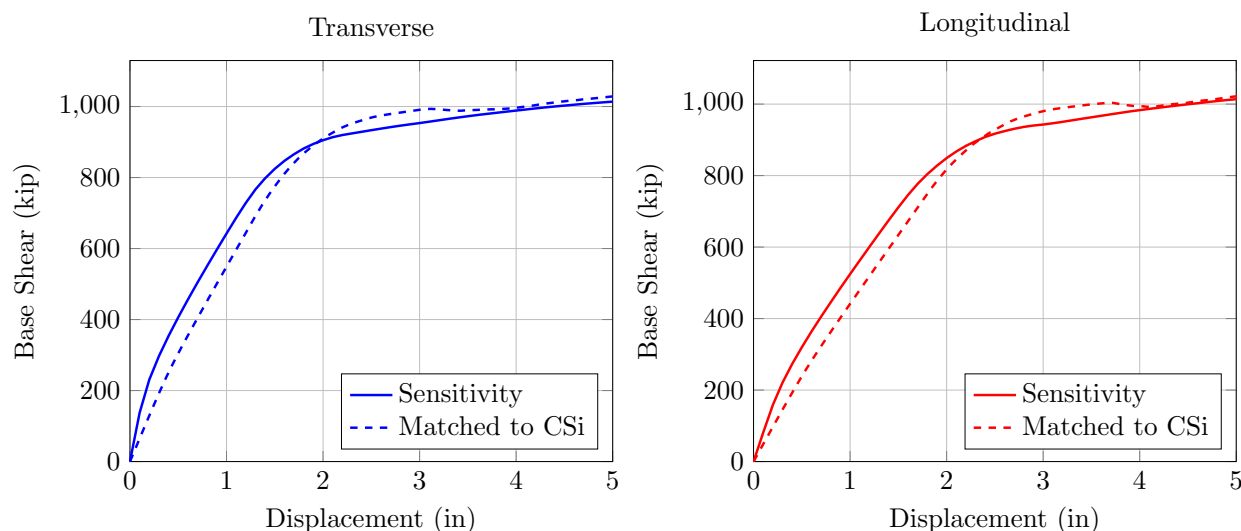 Transverse
1,000
800
600
400
200
0
0 1 2 3 4 5
Base Shear (kip)
Displacement (in)
Sensitivity
Matched to CSi
Longitudinal
1,000
800
600
400
200
0
0 1 2 3 4 5
Base Shear (kip)
Displacement (in)
Sensitivity
Matched to CSi